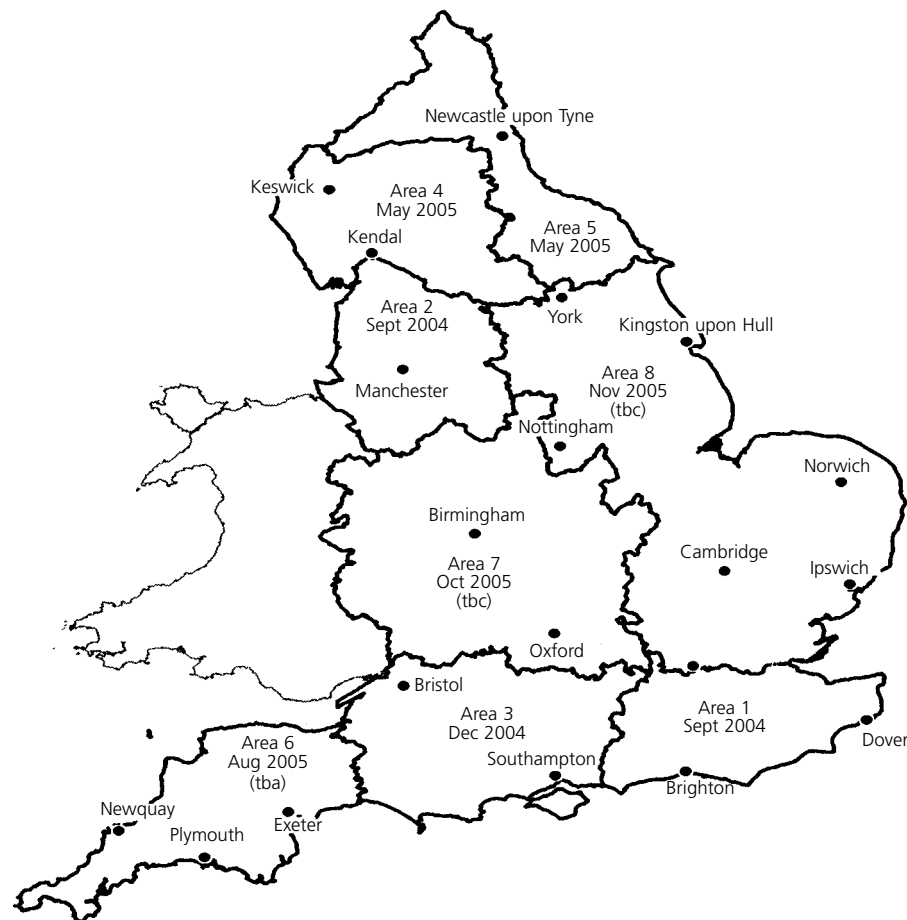 Newcastle upon Tyne
Keswick
Area 4
May 2005
Area 5
May 2005
Kendal
Area 2
Sept 2004
York
Kingston upon Hull
Manchester
Area 8
Nov 2005
(tbc)
Nottingham
Norwich
Birmingham
Cambridge
Ipswich
Area 7
Oct 2005
(tbc)
Oxford
Bristol
Area 3
Dec 2004
Area 1
Sept 2004
Dover
Area 6
Aug 2005
(tba)
Southampton
Brighton
Newquay
Exeter
Plymouth